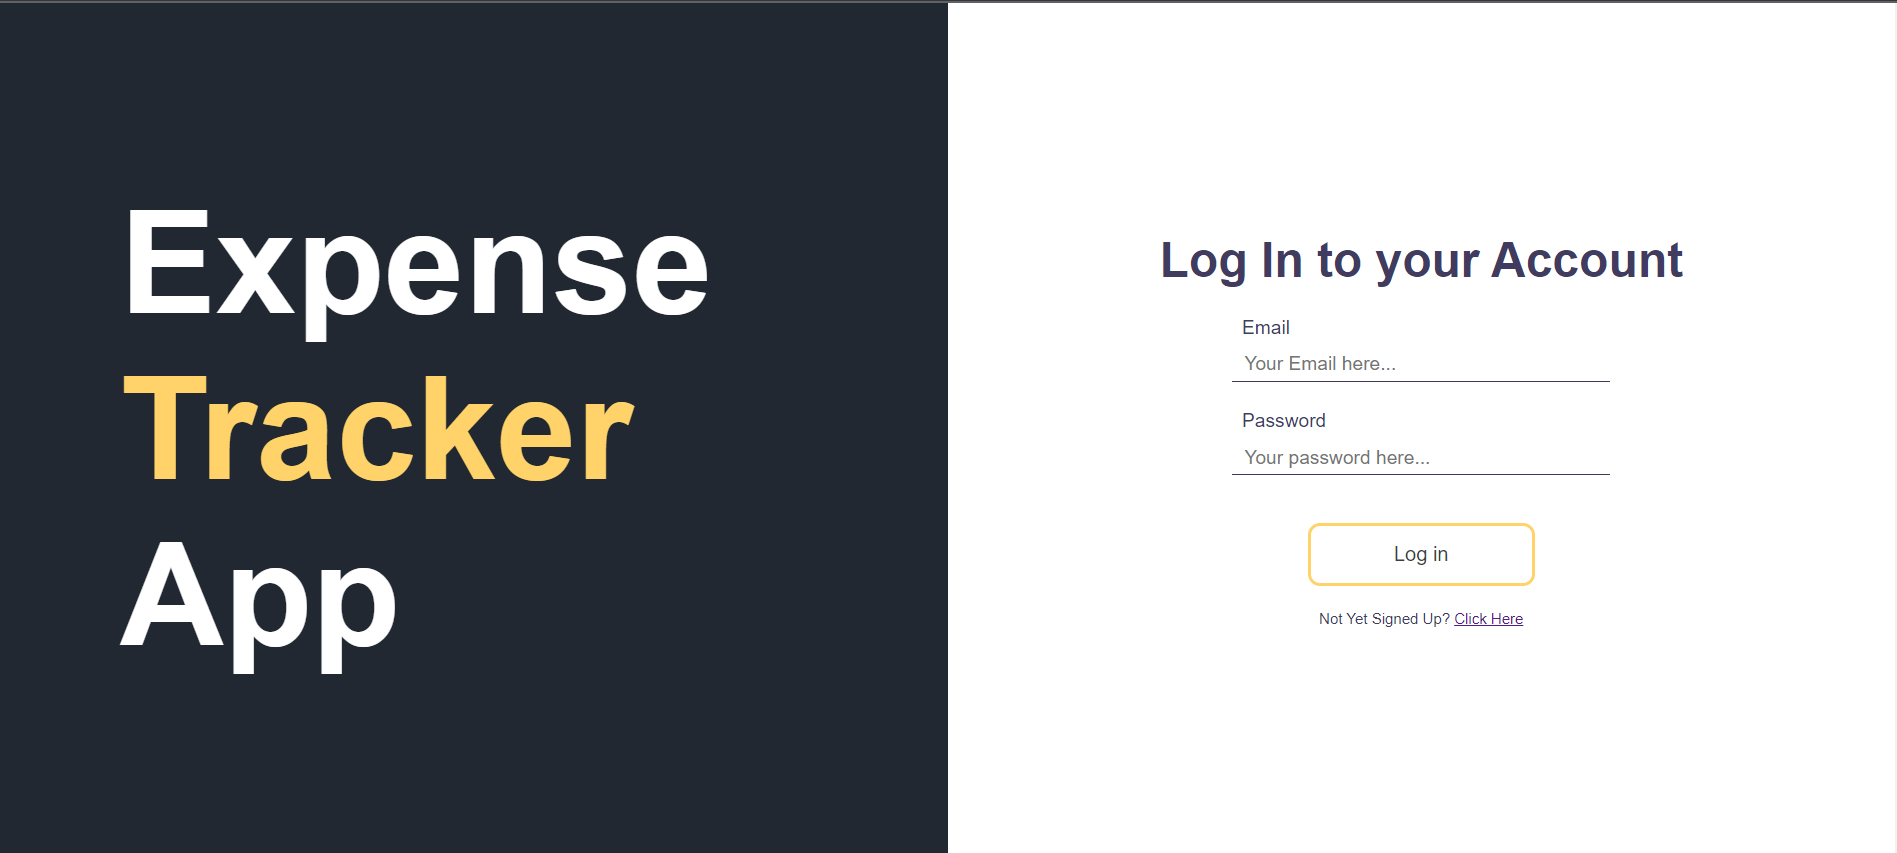 Expense
Tracker
App
Log In to your Account
Email
Your Email here...
Password
Your password here...
Log in
Not Yet Signed Up? Click Here